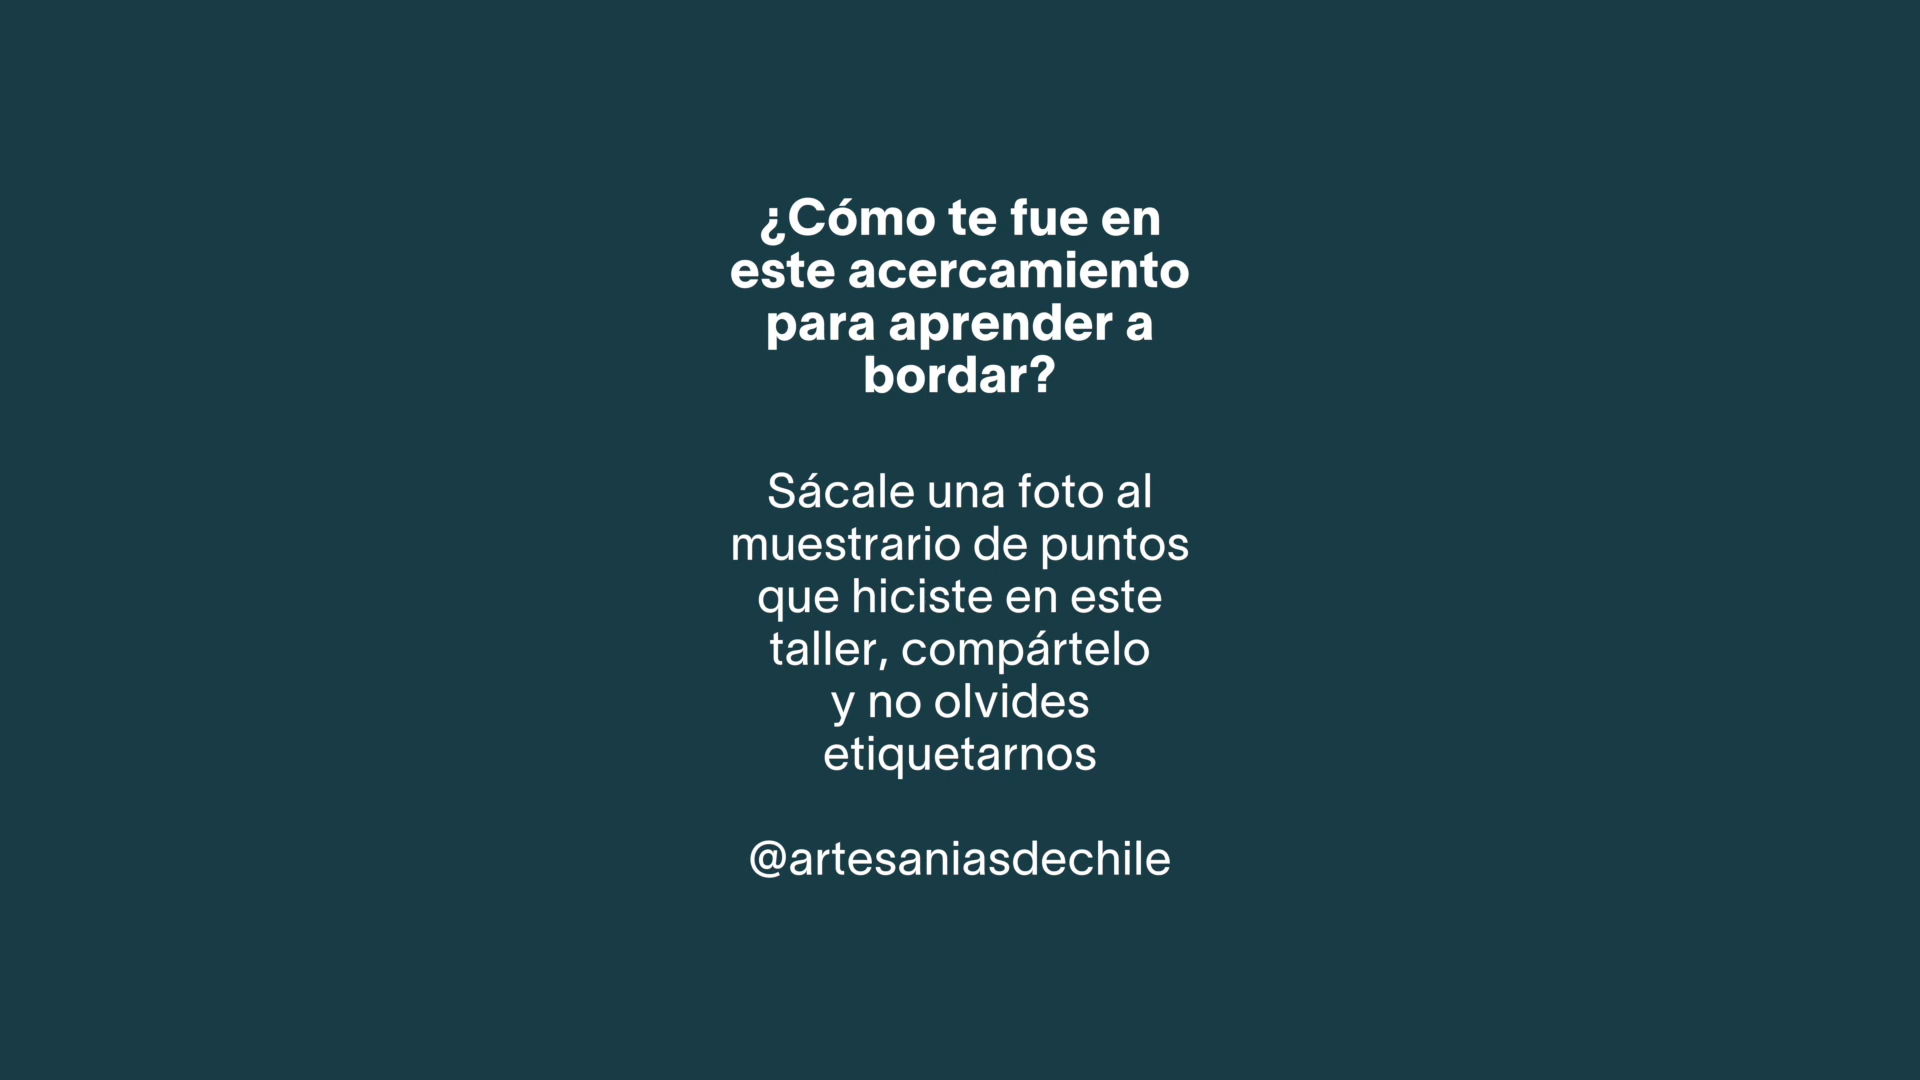 ¿Cómo te fue en
este acercamiento
para aprender a
bordar?
Sácale una foto al
muestrario de puntos
que hiciste en este
taller, compártelo
y no olvides
etiquetarnos
@artesaniasdechile